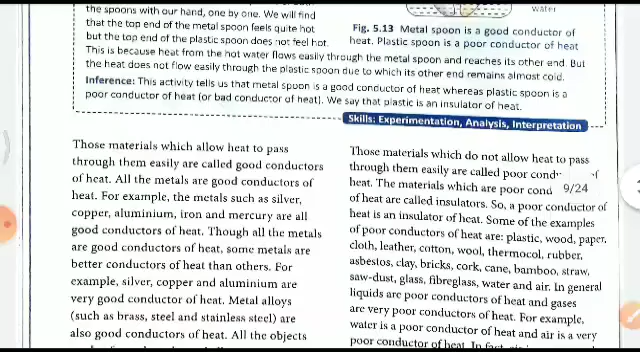 the spoons with our hand, one by one. We will find
that the top end of the metal spoon feels quite hot
but the top end of the plastic spoon does not feel hot.
water
Fig. 5.13 Metal spoon is a good conductor of
heat. Plastic spoon is a poor conductor of heat
This is because heat from the hot water flows easily through the metal spoon and reaches its other end. But
the heat does not flow easily through the plastic spoon due to which its other end remains almost cold.
Inference: This activity tells us that metal spoon is a good conductor of heat whereas plastic spoon is a
poor conductor of heat (or bad conductor of heat). We say that plastic is an insulator of heat.
Skills: Experimentation, Analysis, Interpretation
Those materials which allow heat to pass
through them easily are called good conductors
of heat. All the metals are good conductors of
heat. For example, the metals such as silver,
copper, aluminium, iron and mercury are all
good conductors of heat. Though all the metals
are good conductors of heat, some metals are
better conductors of heat than others. For
example, silver, copper and aluminium are
very good conductor of heat. Metal alloys
(such as brass, steel and stainless steel) are
also good conductors of heat. All the objects
Those materials which do not allow heat to pass
through them easily are called poor
heat. The materials which are poor
9/24
of heat are called insulators. So, a poor conductor of
heat is an insulator of heat. Some of the examples
of poor conductors of heat are: plastic, wood, paper,
cloth, leather, cotton, wool, thermocol, rubber,
asbestos, clay, bricks, cork, cane, bamboo, straw,
saw-dust, glass, fibreglass, water and air. In general
liquids are poor conductors of heat and gases
are very poor conductors of heat. For example,
water is a poor conductor of heat and air is a very
poor conductor of heat. In fact,